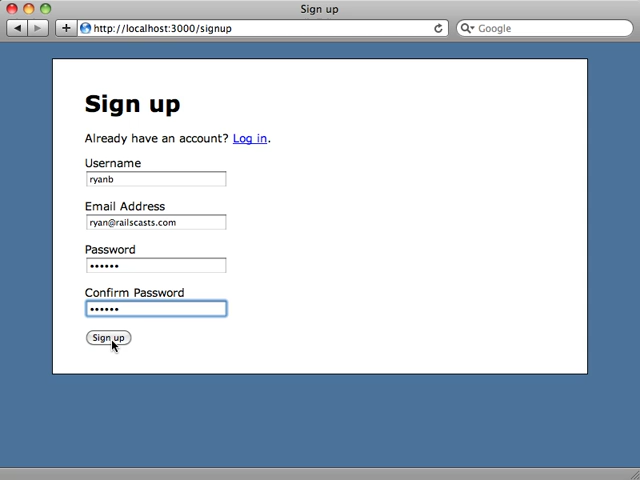 Sign up
http://localhost:3000/signup
Google
Sign up
Already have an account? Log in.
Username
ryanb
Email Address
ryan@railscasts.com
Password
••••••
Confirm Password
••••••
Sign up